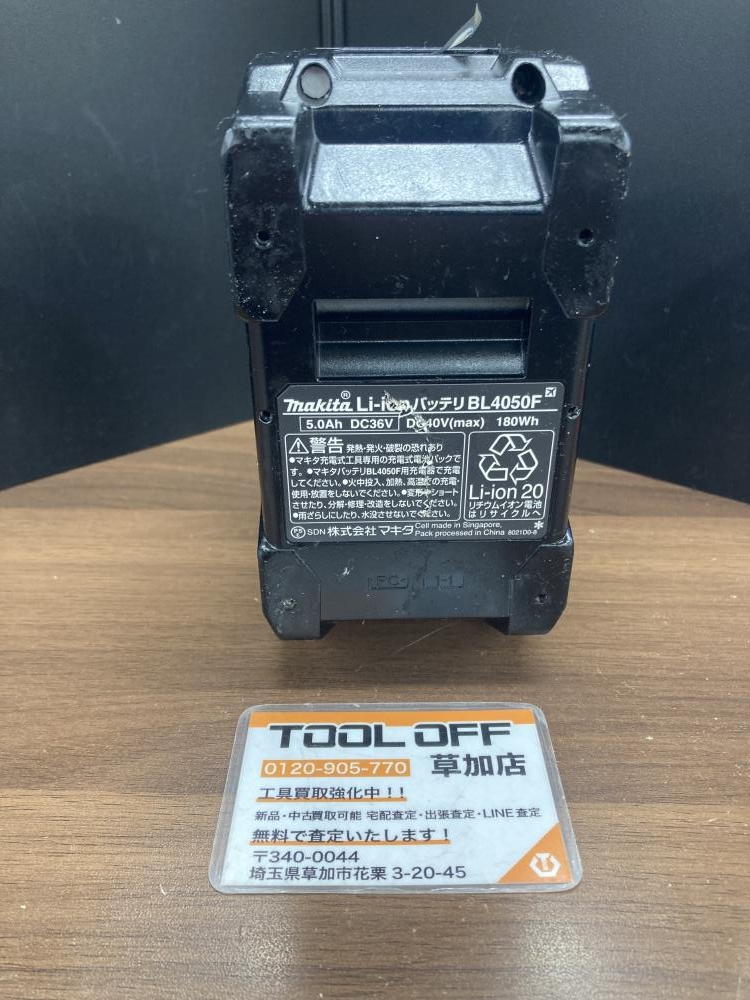 makita® Li-ion バッテリ BL4050F
5.0Ah DC36V DC40V(max) 180Wh
警告 発熱・発火・破裂の恐れあり
●マキタ充電式工具専用の充電式電池パックで
す。●マキタバッテリBL4050F用充電器で充電
してください。●火中投入、加熱、高温での充電・
使用・放置をしないでください。●変形やショート
させたり、分解・修理・改造をしないでください。
●雨ざらしにしたり、水没させないでください。
Li-ion 20
リチウムイオン電池
はリサイクルへ
PS E SDN 株式会社 マキタ
Cell made in Singapore,
Pack processed in China 8021D0-8
TOOL OFF
0120-905-770 草加店
工具買取強化中!!
新品・中古買取可能 宅配査定・出張査定・LINE査定
無料で査定いたします!
〒340-0044
埼玉県草加市花栗 3-20-45